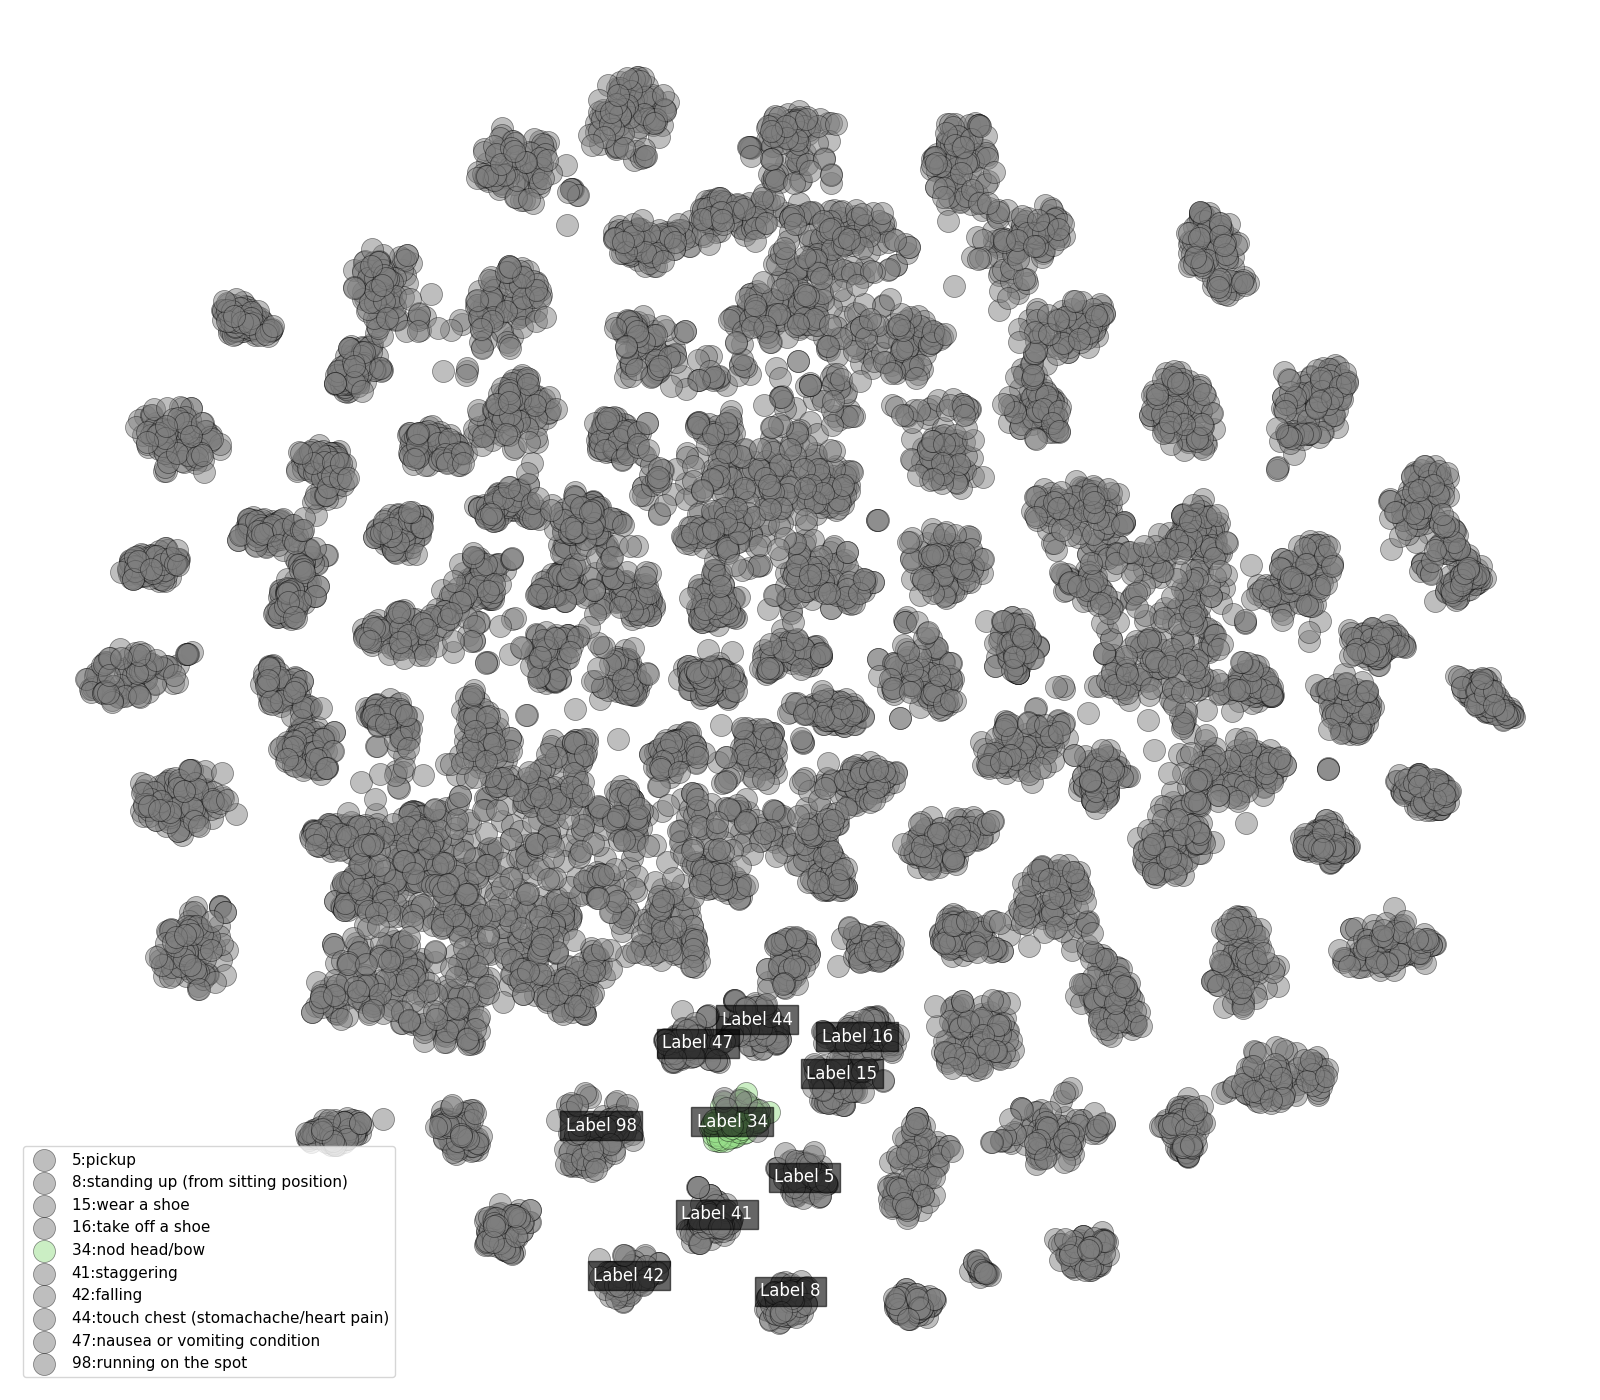 Label 44
Label 47
Label 16
Label 15
Label 34
Label 98
Label 5
Label 41
Label 42
Label 8
5:pickup
8:standing up (from sitting position)
15:wear a shoe
16:take off a shoe
34:nod head/bow
41:staggering
42:falling
44:touch chest (stomachache/heart pain)
47:nausea or vomiting condition
98:running on the spot